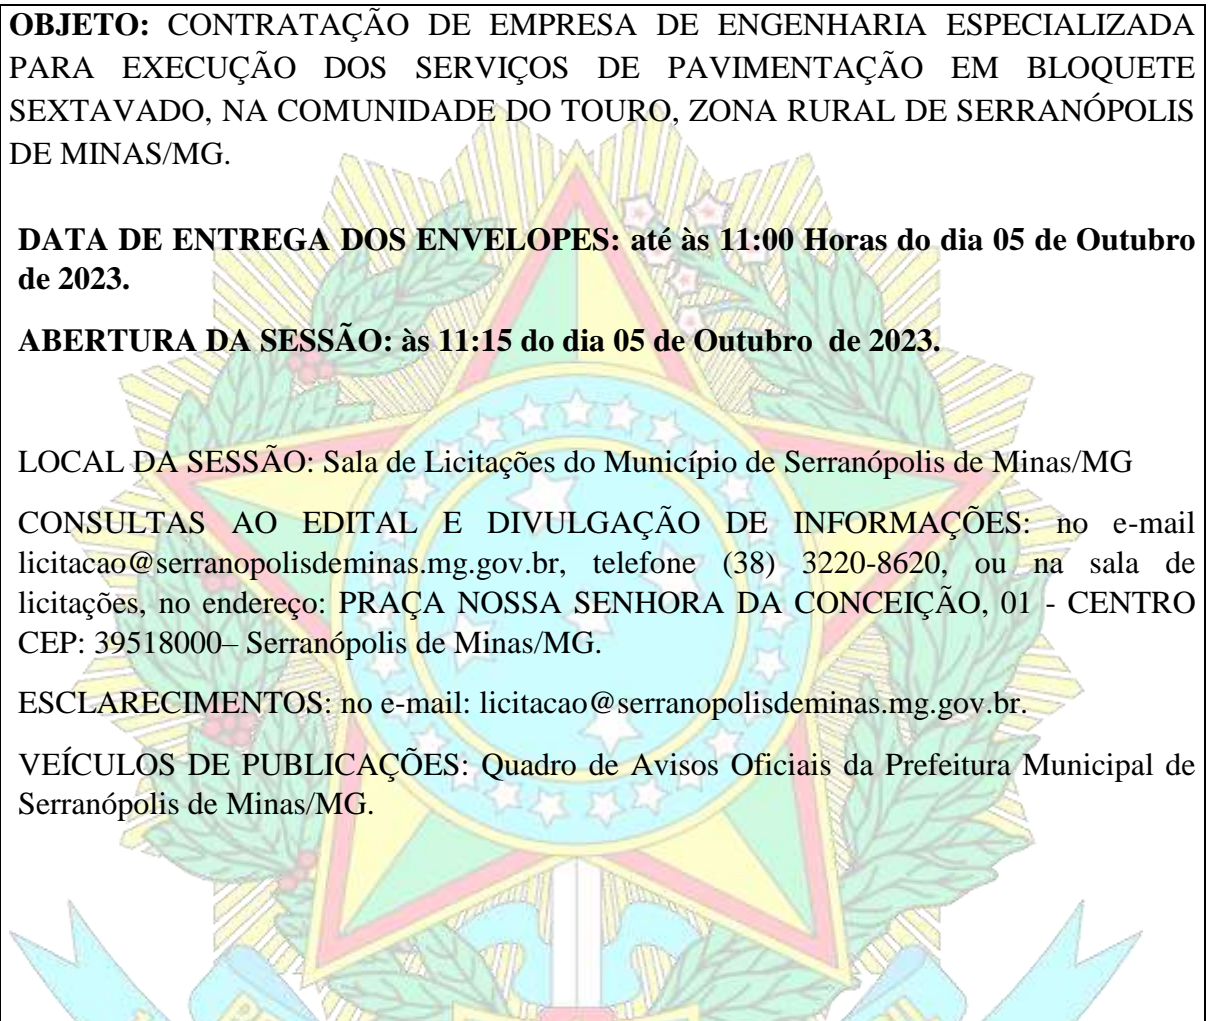 OBJETO: CONTRATAÇÃO DE EMPRESA DE ENGENHARIA ESPECIALIZADA
PARA EXECUÇÃO DOS SERVIÇOS DE PAVIMENTAÇÃO EM BLOQUETE
SEXTAVADO, NA COMUNIDADE DO TOURO, ZONA RURAL DE SERRANÓPOLIS
DE MINAS/MG.
DATA DE ENTREGA DOS ENVELOPES: até às 11:00 Horas do dia 05 de Outubro
de 2023.
ABERTURA DA SESSÃO: às 11:15 do dia 05 de Outubro  de 2023.
LOCAL DA SESSÃO: Sala de Licitações do Município de Serranópolis de Minas/MG
CONSULTAS AO EDITAL E DIVULGAÇÃO DE INFORMAÇÕES: no e-mail
licitacao@serranopolisdeminas.mg.gov.br, telefone (38) 3220-8620, ou na sala de
licitações, no endereço: PRAÇA NOSSA SENHORA DA CONCEIÇÃO, 01 - CENTRO
CEP: 39518000– Serranópolis de Minas/MG.
ESCLARECIMENTOS: no e-mail: licitacao@serranopolisdeminas.mg.gov.br.
VEÍCULOS DE PUBLICAÇÕES: Quadro de Avisos Oficiais da Prefeitura Municipal de
Serranópolis de Minas/MG.